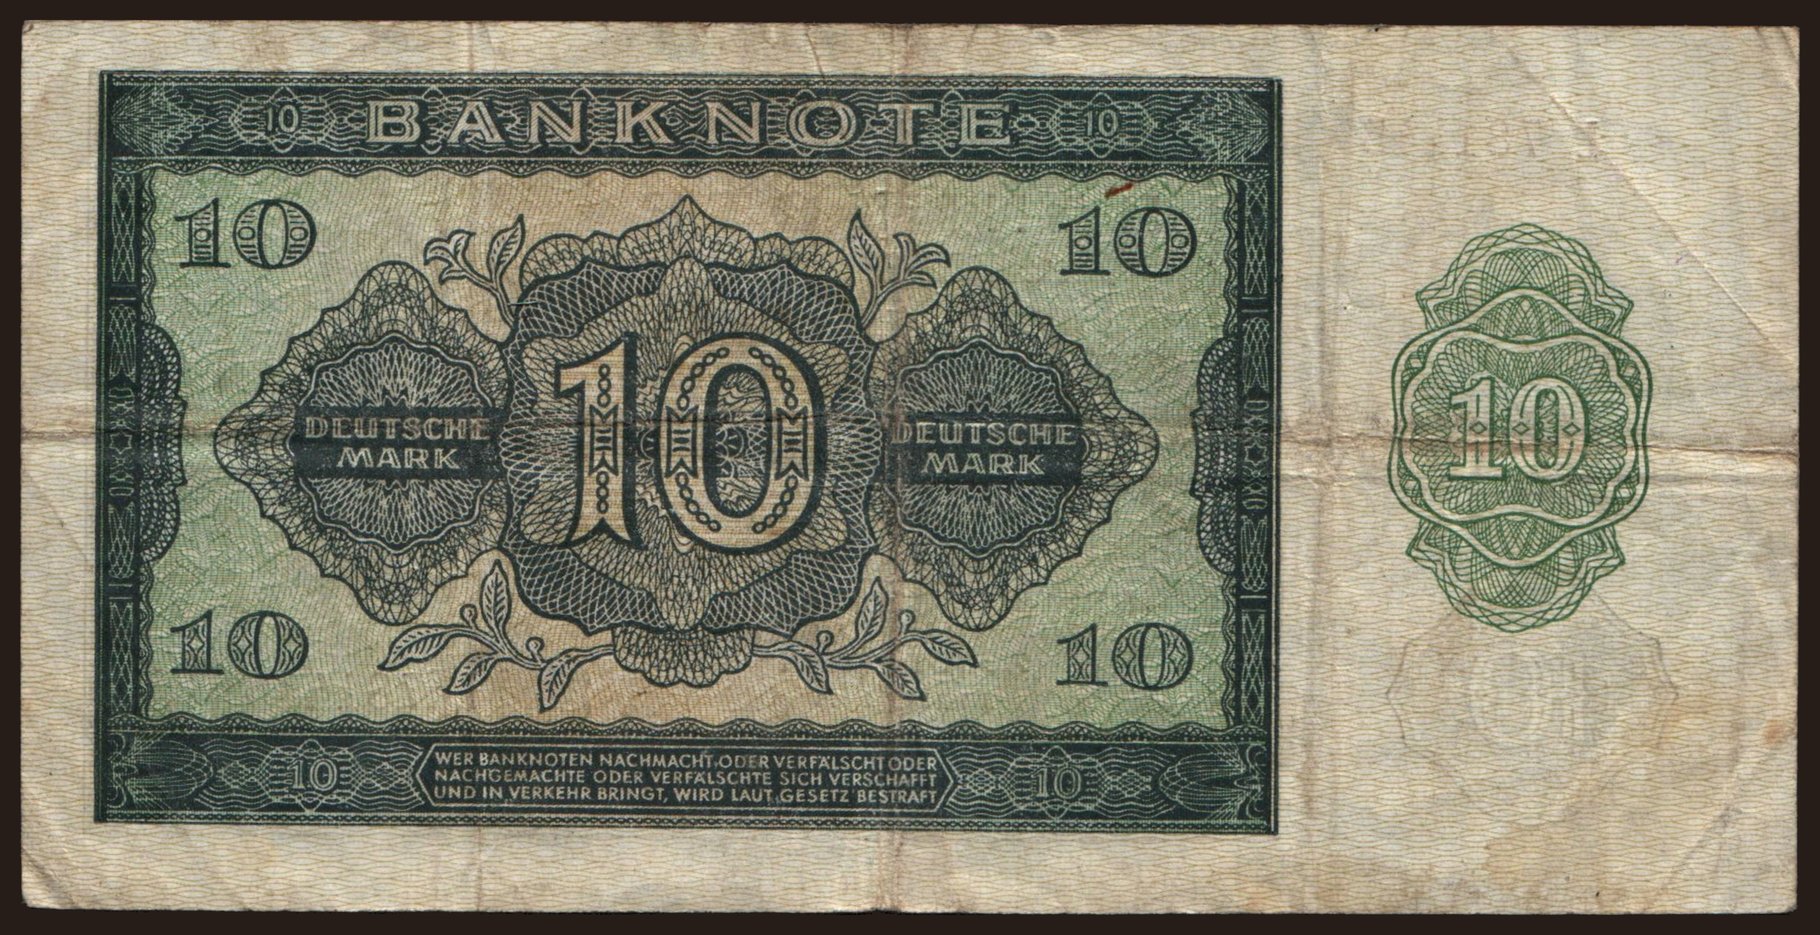 10 BANKNOTE 10
10 10
10
DEUTSCHE
MARK
DEUTSCHE
MARK
10
10 10
10 10
WER BANKNOTEN NACHMACHT, ODER VERFÄLSCHT ODER
NACHGEMACHTE ODER VERFÄLSCHTE SICH VERSCHAFFT
UND IN VERKEHR BRINGT, WIRD LAUT GESETZ BESTRAFT